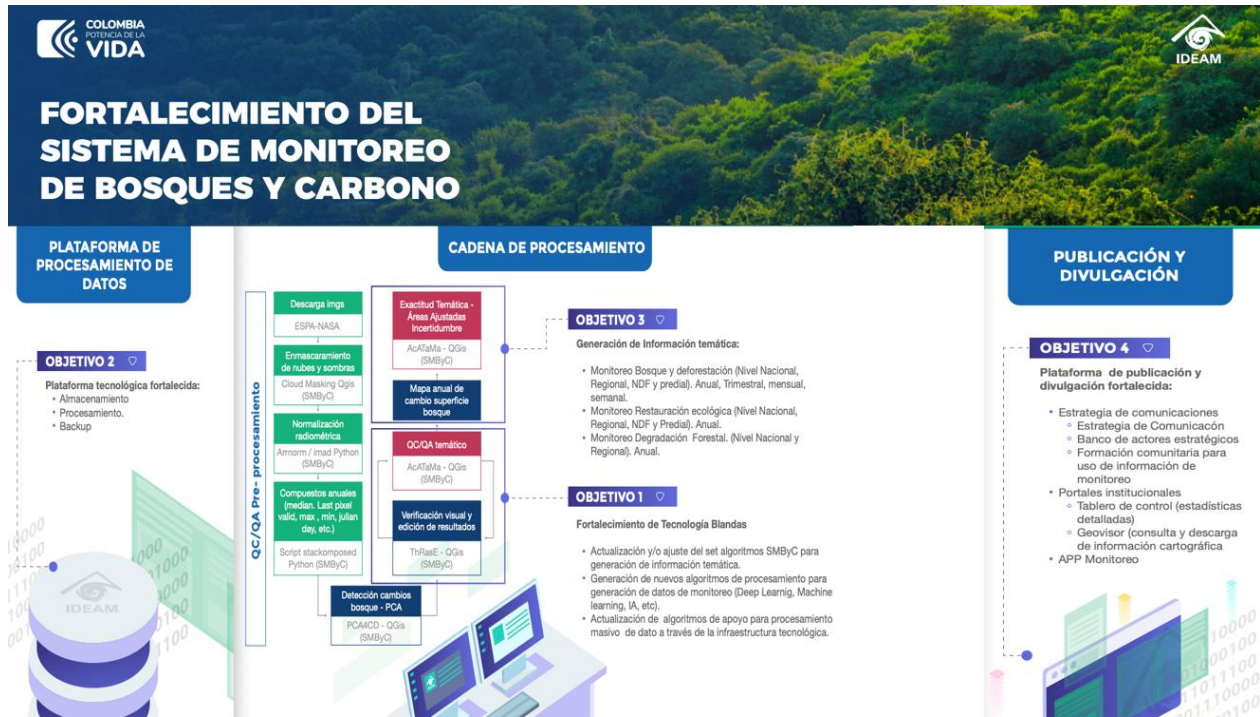 COLOMBIA
POTENCIA DE LA
VIDA
IDEAM
FORTALECIMIENTO DEL
SISTEMA DE MONITOREO
DE BOSQUES Y CARBONO
PLATAFORMA DE
PROCESAMIENTO DE
DATOS
OBJETIVO 2
Plataforma tecnológica fortalecida:
• Almacenamiento
• Procesamiento.
• Backup
IDEAM
CADENA DE PROCESAMIENTO
QC/QA Pre- procesamiento
Descarga imgs
ESPA-NASA
Enmascaramiento
de nubes y sombras
Cloud Masking Qgis
(SMByC)
Normalización
radiométrica
Arrnorm / imad Python
(SMByC)
Compuestos anuales
(median. Last pixel
valid, max , min, julian
day, etc.)
Script stackomposed
Python (SMByC)
Detección cambios
bosque - PCA
PCA4CD - QGis
(SMByC)
Exactitud Temática -
Áreas Ajustadas
Incertidumbre
AcATaMa - QGis
(SMByC)
Mapa anual de
cambio superficie
bosque
QC/QA temático
AcATaMa - QGis
(SMByC)
Verificación visual y
edición de resultados
ThRasE - QGis
(SMByC)
OBJETIVO 3
Generación de Información temática:
• Monitoreo Bosque y deforestación (Nivel Nacional,
Regional, NDF y predial). Anual, Trimestral, mensual,
semanal.
• Monitoreo Restauración ecológica (Nivel Nacional,
Regional, NDF y Predial). Anual.
• Monitoreo Degradación Forestal. (Nivel Nacional y
Regional). Anual.
OBJETIVO 1
Fortalecimiento de Tecnología Blandas
• Actualización y/o ajuste del set algoritmos SMByC para
generación de información temática.
• Generación de nuevos algoritmos de procesamiento para
generación de datos de monitoreo (Deep Learnig, Machine
learning, IA, etc).
• Actualización de algoritmos de apoyo para procesamiento
masivo de dato a través de la infraestructura tecnológica.
PUBLICACIÓN Y
DIVULGACIÓN
OBJETIVO 4
Plataforma de publicación y
divulgación fortalecida:
• Estrategia de comunicaciones
◦ Estrategia de Comunicacón
◦ Banco de actores estratégicos
◦ Formación comunitaria para
uso de información de
monitoreo
• Portales institucionales
◦ Tablero de control (estadísticas
detalladas)
◦ Geovisor (consulta y descarga
de información cartográfica
• APP Monitoreo